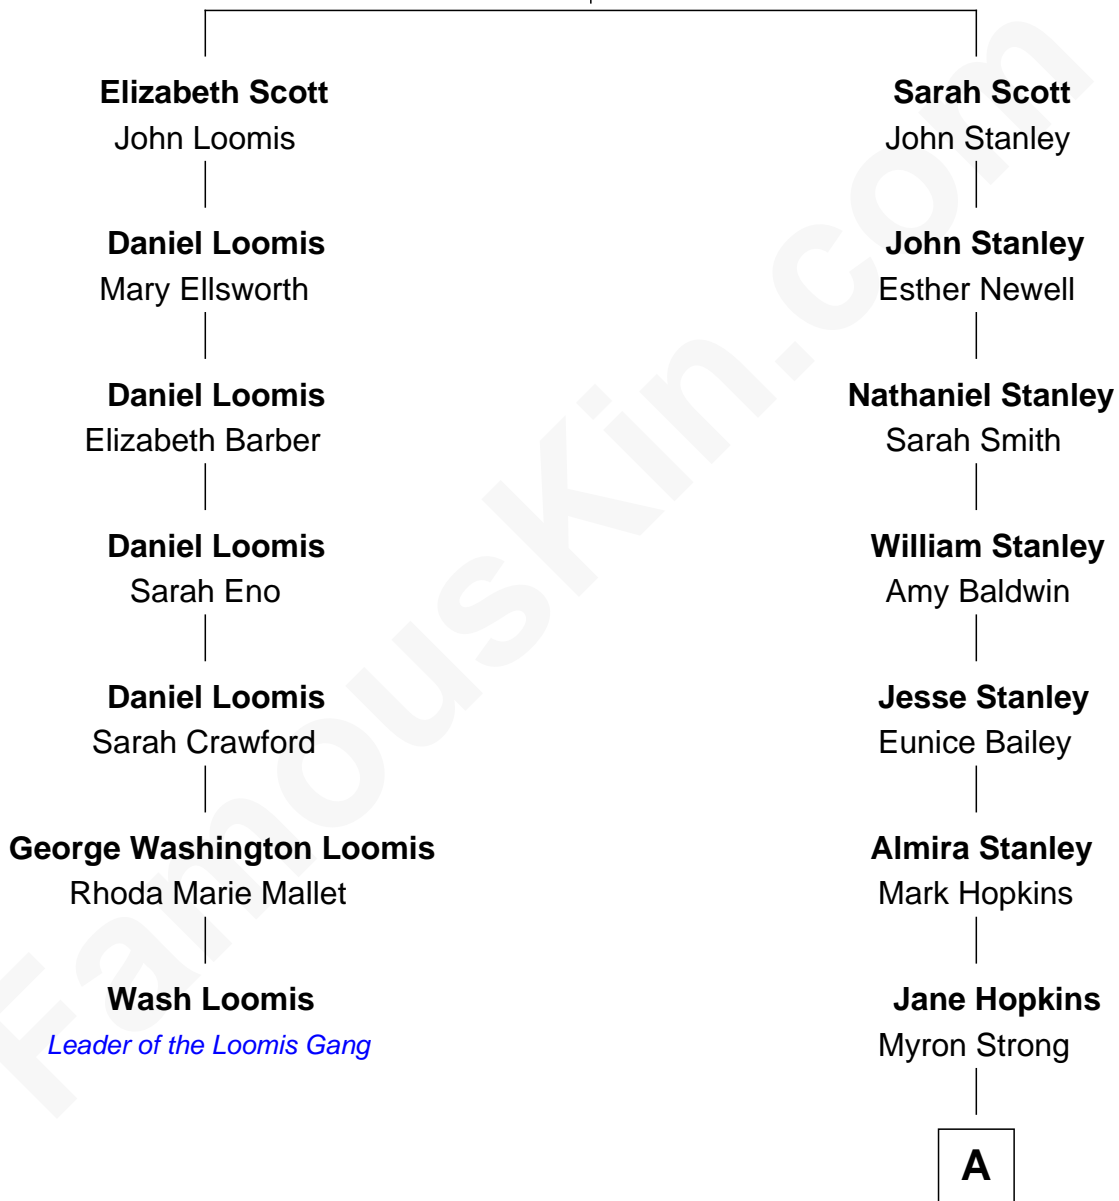 Elizabeth Scott
John Loomis
Daniel Loomis
Mary Ellsworth
Daniel Loomis
Elizabeth Barber
Daniel Loomis
Sarah Eno
Daniel Loomis
Sarah Crawford
George Washington Loomis
Rhoda Marie Mallet
Wash Loomis
Leader of the Loomis Gang
Sarah Scott
John Stanley
John Stanley
Esther Newell
Nathaniel Stanley
Sarah Smith
William Stanley
Amy Baldwin
Jesse Stanley
Eunice Bailey
Almira Stanley
Mark Hopkins
Jane Hopkins
Myron Strong
A
FamousKin.com